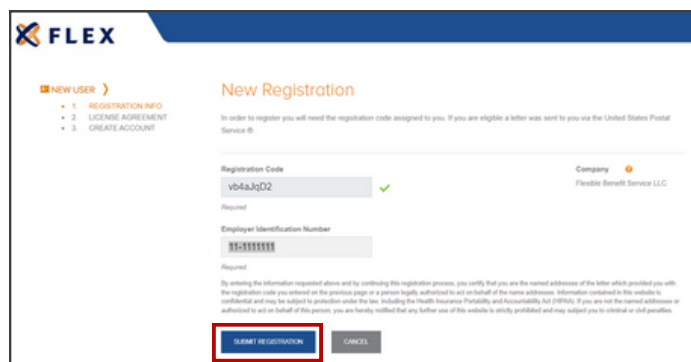 FLEX
NEW USER
1. REGISTRATION INFO
2. LICENSE AGREEMENT
3. CREATE ACCOUNT
New Registration
In order to register you will need the registration code assigned to you. If you are eligible a letter was sent to you via the United States Postal
Service ®.
Registration Code
vb4aJqD2
Required
Company
Flexible Benefit Service LLC
Employer Identification Number
11-1111111
Required
By entering the information requested above and by continuing this registration process, you certify that you are the named addresses of the letter which provided you with
the registration code you entered on the previous page or a person legally authorized to act on behalf of the name addresses. Information contained in this website is
confidential and may be subject to protection under the law, including the Health Insurance Portability and Accountability Act (HIPAA). If you are not the named addresses or
authorized to act on behalf of this person, you are hereby notified that any further use of this website is strictly prohibited and may subject you to criminal or civil penalties.
SUBMIT REGISTRATION
CANCEL